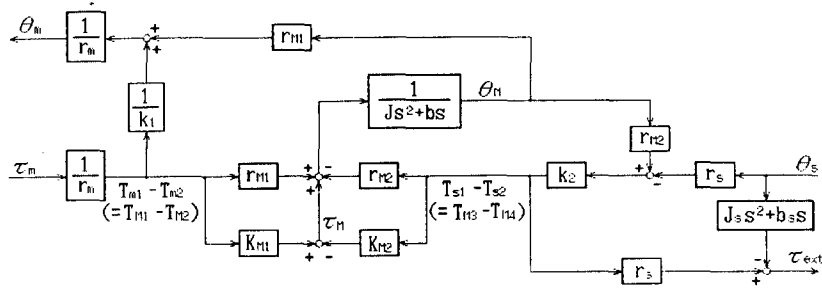 θm
1/rm
+
+
rM1
1/k1
1/(Js²+bs)
θM
rM2
τm
1/rm
Tm1 − Tm2
(= TM1 − TM2)
rM1
+
−
+
−
rM2
Ts1 − Ts2
(= TM3 − TM4)
k2
+
−
rs
θs
τM
KM1
+
−
KM2
Jss²+bss
rs
+
−
τext